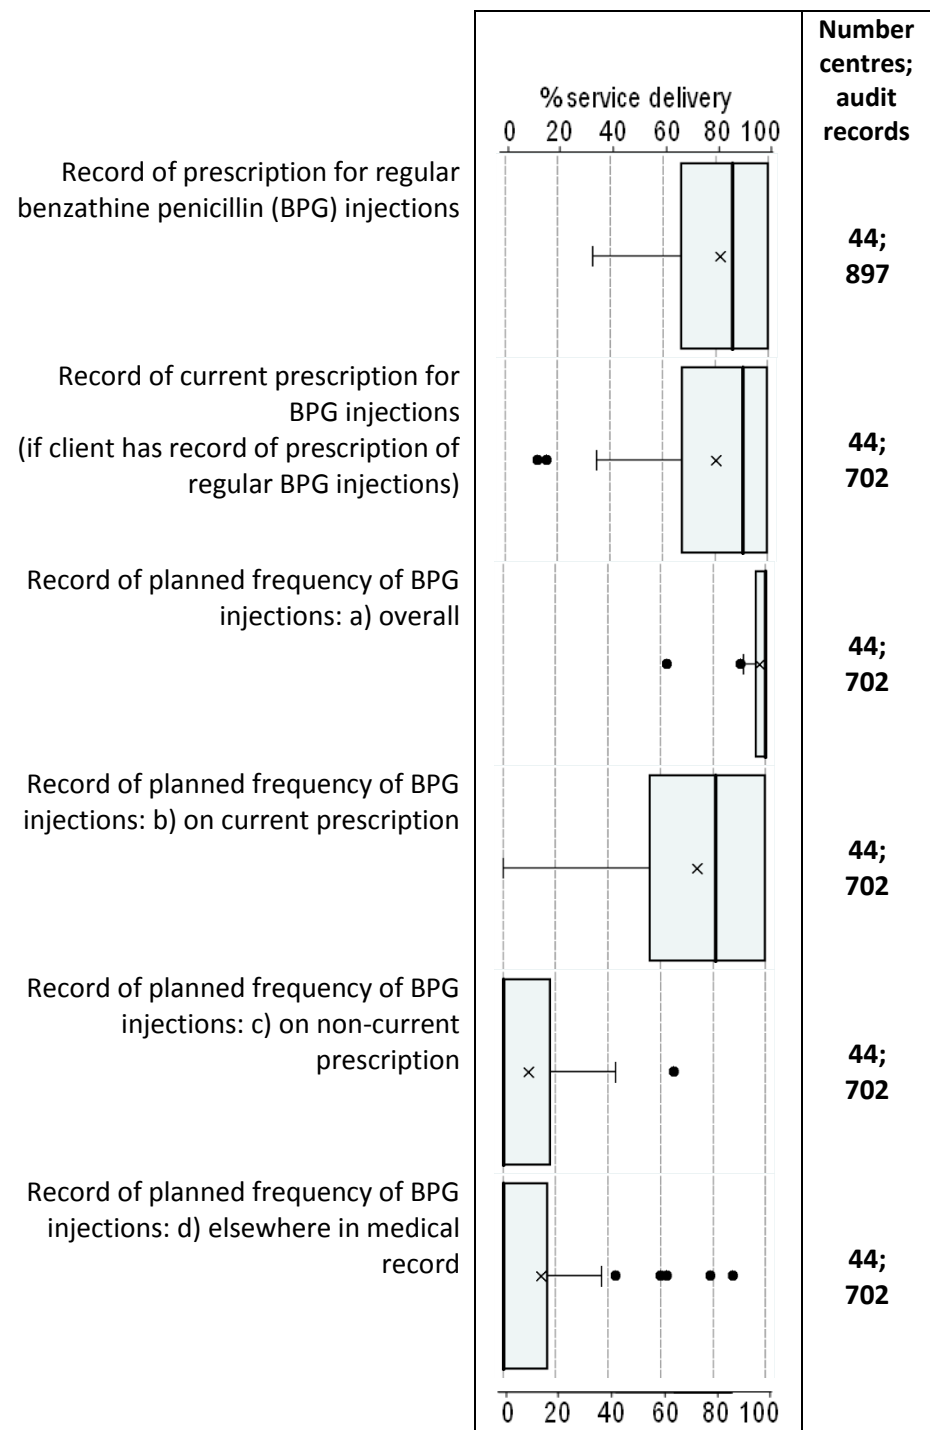 Number
centres;
audit
records
% service delivery
0 20 40 60 80 100
Record of prescription for regular
benzathine penicillin (BPG) injections
44;
897
Record of current prescription for
BPG injections
(if client has record of prescription of
regular BPG injections)
44;
702
Record of planned frequency of BPG
injections: a) overall
44;
702
Record of planned frequency of BPG
injections: b) on current prescription
44;
702
Record of planned frequency of BPG
injections: c) on non-current
prescription
44;
702
Record of planned frequency of BPG
injections: d) elsewhere in medical
record
44;
702
0 20 40 60 80 100